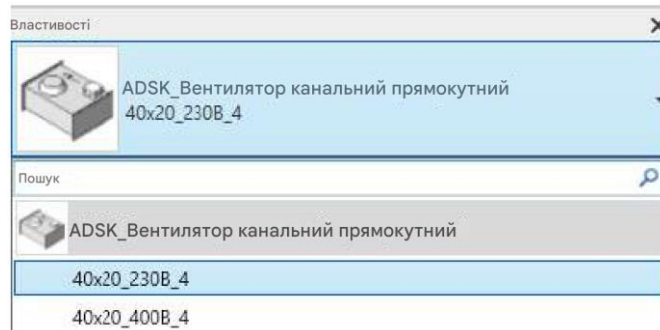 Властивості
ADSK_Вентилятор канальний прямокутний
40x20_230В_4
Пошук
ADSK_Вентилятор канальний прямокутний
40x20_230В_4
40x20_400В_4